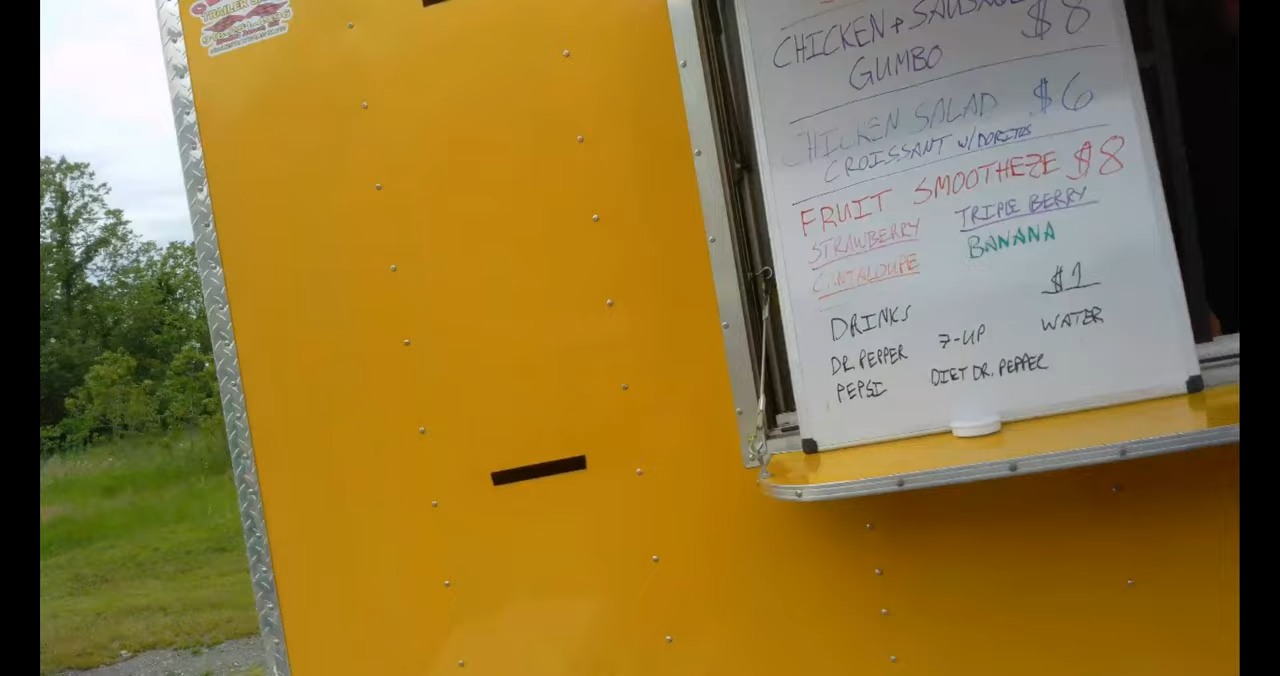 TRAILER
CHICKEN + SAUSAGE $8
GUMBO
CHICKEN SALAD $6
CROISSANT W/DORITOS
FRUIT SMOOTHEZE $8
STRAWBERRY TRIPLE BERRY
CANTALOUPE BANANA
$1
DRINKS
DR. PEPPER 7-UP WATER
PEPSI DIET DR. PEPPER